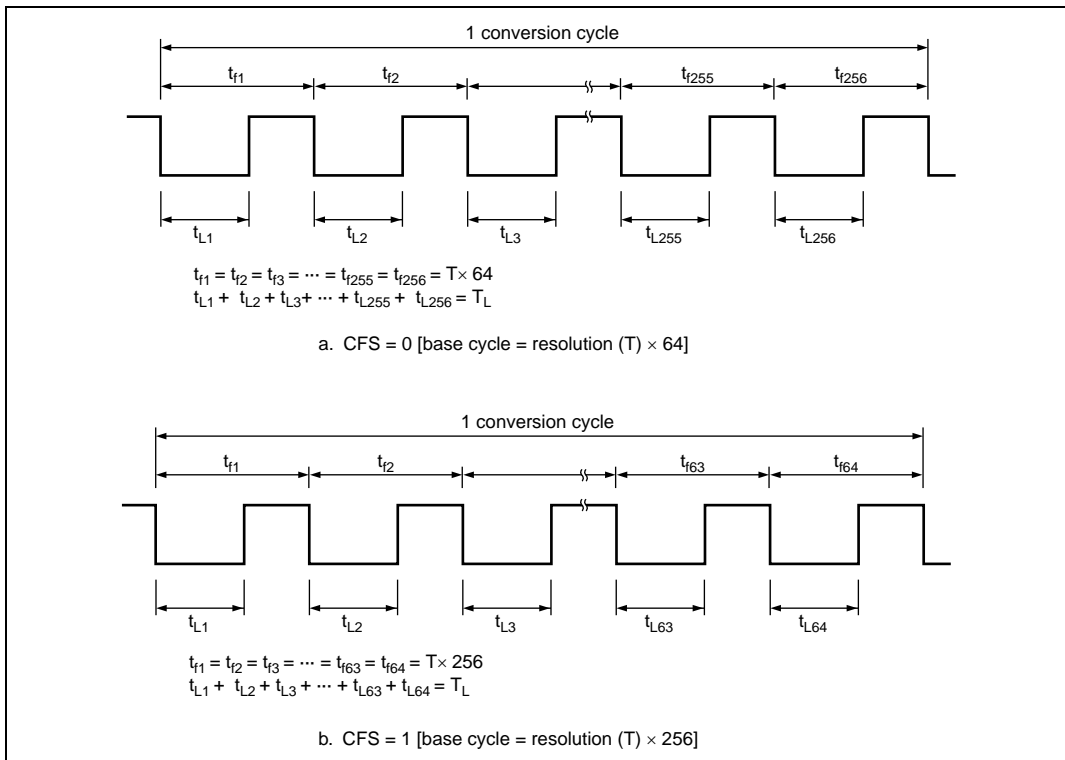 1 conversion cycle
tf1 tf2 tf255 tf256
tL1 tL2 tL3 tL255 tL256
tf1 = tf2 = tf3 = ··· = tf255 = tf256 = T× 64
tL1 + tL2 + tL3+ ··· + tL255 + tL256 = TL
a. CFS = 0 [base cycle = resolution (T) × 64]
1 conversion cycle
tf1 tf2 tf63 tf64
tL1 tL2 tL3 tL63 tL64
tf1 = tf2 = tf3 = ··· = tf63 = tf64 = T× 256
tL1 + tL2 + tL3 + ··· + tL63 + tL64 = TL
b. CFS = 1 [base cycle = resolution (T) × 256]